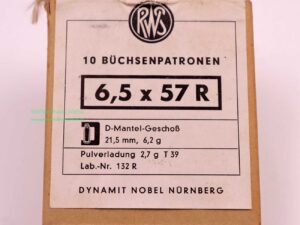 RWS
10 BÜCHSENPATRONEN
6,5 x 57 R
D-Mantel-Geschoß
21,5 mm, 6,2 g
Pulverladung 2,7 g T 39
Lab.-Nr. 132 R
DYNAMIT NOBEL NÜRNBERG